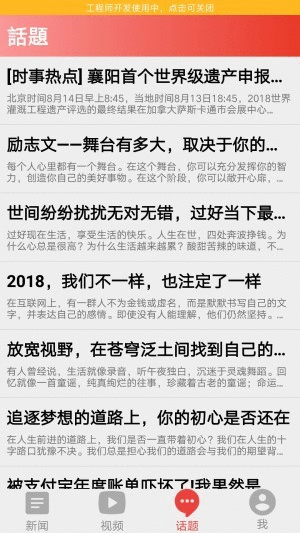 工程师开发使用中，点击可关闭
話題
[时事热点] 襄阳首个世界级遗产申报...
北京时间8月14日早上8:45，当地时间8月13日18:45，2018世界
灌溉工程遗产评选的最终结果在加拿大萨斯卡通市会展中心...
励志文——舞台有多大，取决于你的...
每个人心里都有一个舞台。在这个舞台，你可以充分发挥你的智
力，创造你自己的美好事物。在这个阶段，你可以敞开心扉，...
世间纷纷扰扰无对无错，过好当下最...
过好现在生活，享受生活的快乐。人生在世，四处奔波挣钱。为
什么心总是很高？为什么生活越来越累？酸甜苦辣的味道，不...
2018，我们不一样，也注定了一样
在互联网上，有一群人不为金钱或虚名，而是默默书写自己的文
字，并表达自己的感情。即使没有人能理解，他们仍然坚持。...
放宽视野，在苍穹泛土间找到自己的...
有人曾经说，生活就像录音，听午夜独白，沉迷于灵魂舞蹈。回
忆就像一首童谣，纯真绚烂的往事，珍藏着古老的童谣；命运...
追逐梦想的道路上，你的初心是否还在
在人生前进的道路上，我们是否一直带着初心？我们在人生的十
字路口犹豫不决。我们总是担心我们的道路会与我们的期望背...
被支付宝年度账单吓坏了!我果然是
新闻
视频
话题
我